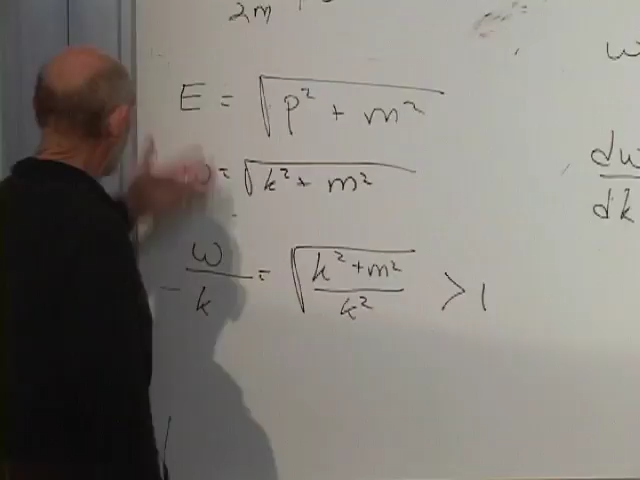 2m
w
E = √(p² + m²)
ω = √(k² + m²)
dω
dk
ω/k = √((k² + m²)/k²) > 1